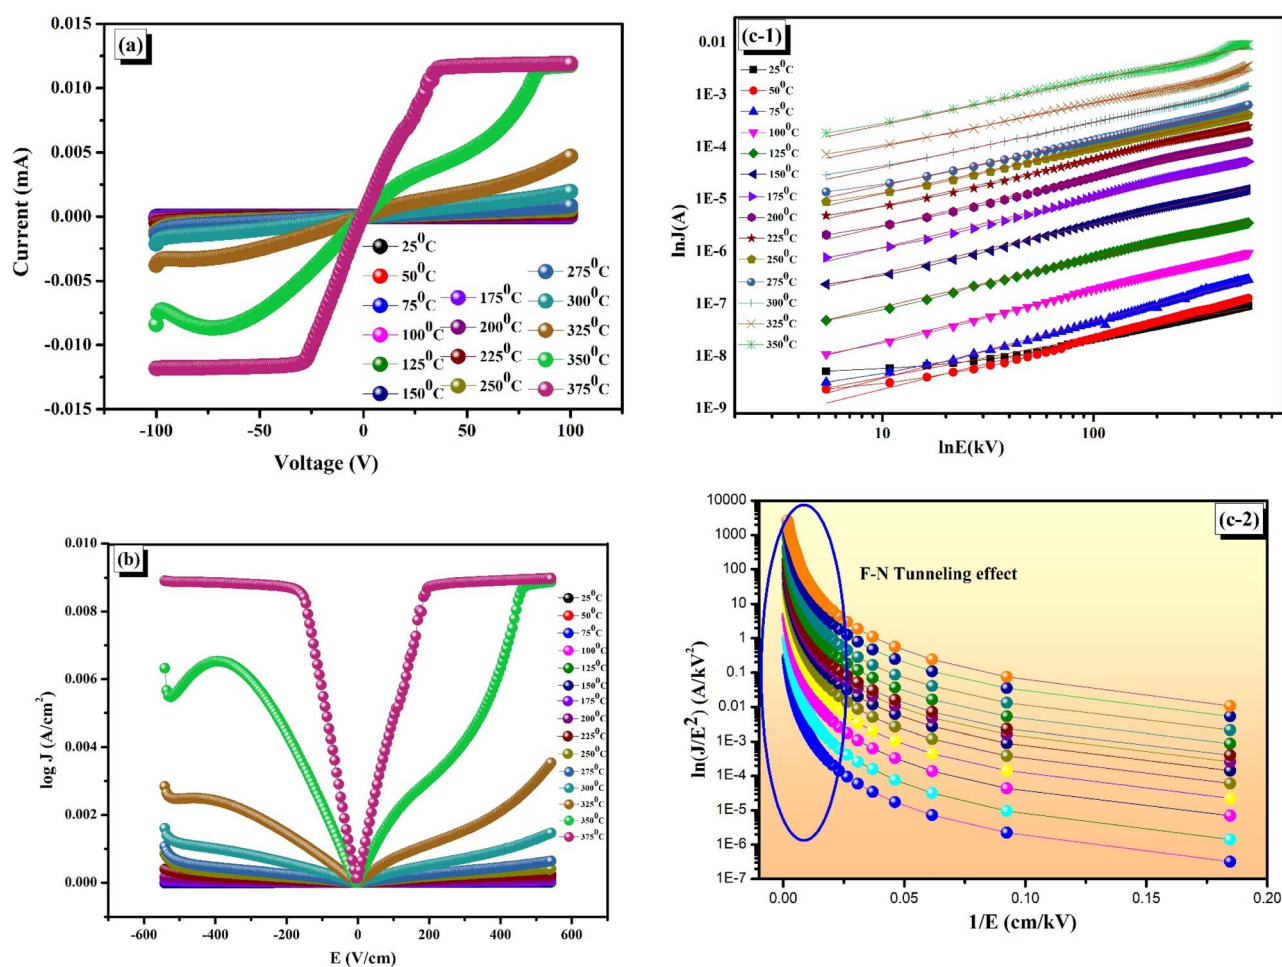 (a)
0.015
0.010
0.005
0.000
-0.005
-0.010
-0.015
Current (mA)
25⁰C
50⁰C
75⁰C
100⁰C
125⁰C
150⁰C
175⁰C
200⁰C
225⁰C
250⁰C
275⁰C
300⁰C
325⁰C
350⁰C
375⁰C
-100 -50 0 50 100
Voltage (V)
(c-1)
0.01
1E-3
1E-4
1E-5
1E-6
1E-7
1E-8
1E-9
lnJ(A)
25⁰C
50⁰C
75⁰C
100⁰C
125⁰C
150⁰C
175⁰C
200⁰C
225⁰C
250⁰C
275⁰C
300⁰C
325⁰C
350⁰C
10 100
lnE(kV)
(b)
0.010
0.008
0.006
0.004
0.002
0.000
log J (A/cm²)
25⁰C
50⁰C
75⁰C
100⁰C
125⁰C
150⁰C
175⁰C
200⁰C
225⁰C
250⁰C
275⁰C
300⁰C
325⁰C
350⁰C
375⁰C
-600 -400 -200 0 200 400 600
E (V/cm)
(c-2)
10000
1000
100
10
1
0.1
0.01
1E-3
1E-4
1E-5
1E-6
1E-7
ln(J/E²) (A/kV²)
F-N Tunneling effect
0.00 0.05 0.10 0.15 0.20
1/E (cm/kV)